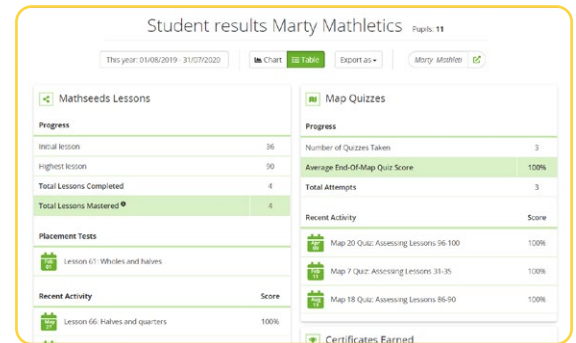 Student results Marty Mathletics Pupils: 11
This year: 01/08/2019 - 31/07/2020
Chart
Table
Export as
Marty Mathlen
Mathseeds Lessons
Progress
Initial lesson 36
Highest lesson 90
Total Lessons Completed 4
Total Lessons Mastered 4
Placement Tests
Lesson 61: Wholes and halves
Recent Activity Score
May 27 Lesson 66: Halves and quarters 100%
Map Quizzes
Progress
Number of Quizzes Taken 3
Average End-Of-Map Quiz Score 100%
Total Attempts 3
Recent Activity Score
Map 20 Quiz: Assessing Lessons 96-100 100%
Map 7 Quiz: Assessing Lessons 31-35 100%
Map 18 Quiz: Assessing Lessons 86-90 100%
Certificates Earned